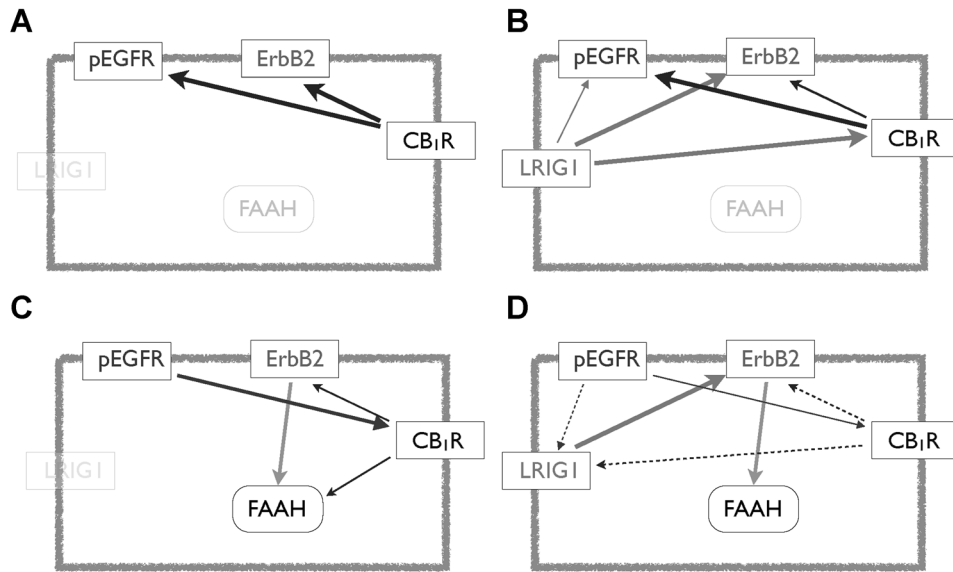 A
pEGFR
ErbB2
CB₁R
LRIG1
FAAH
B
pEGFR
ErbB2
CB₁R
LRIG1
FAAH
C
pEGFR
ErbB2
CB₁R
LRIG1
FAAH
D
pEGFR
ErbB2
CB₁R
LRIG1
FAAH